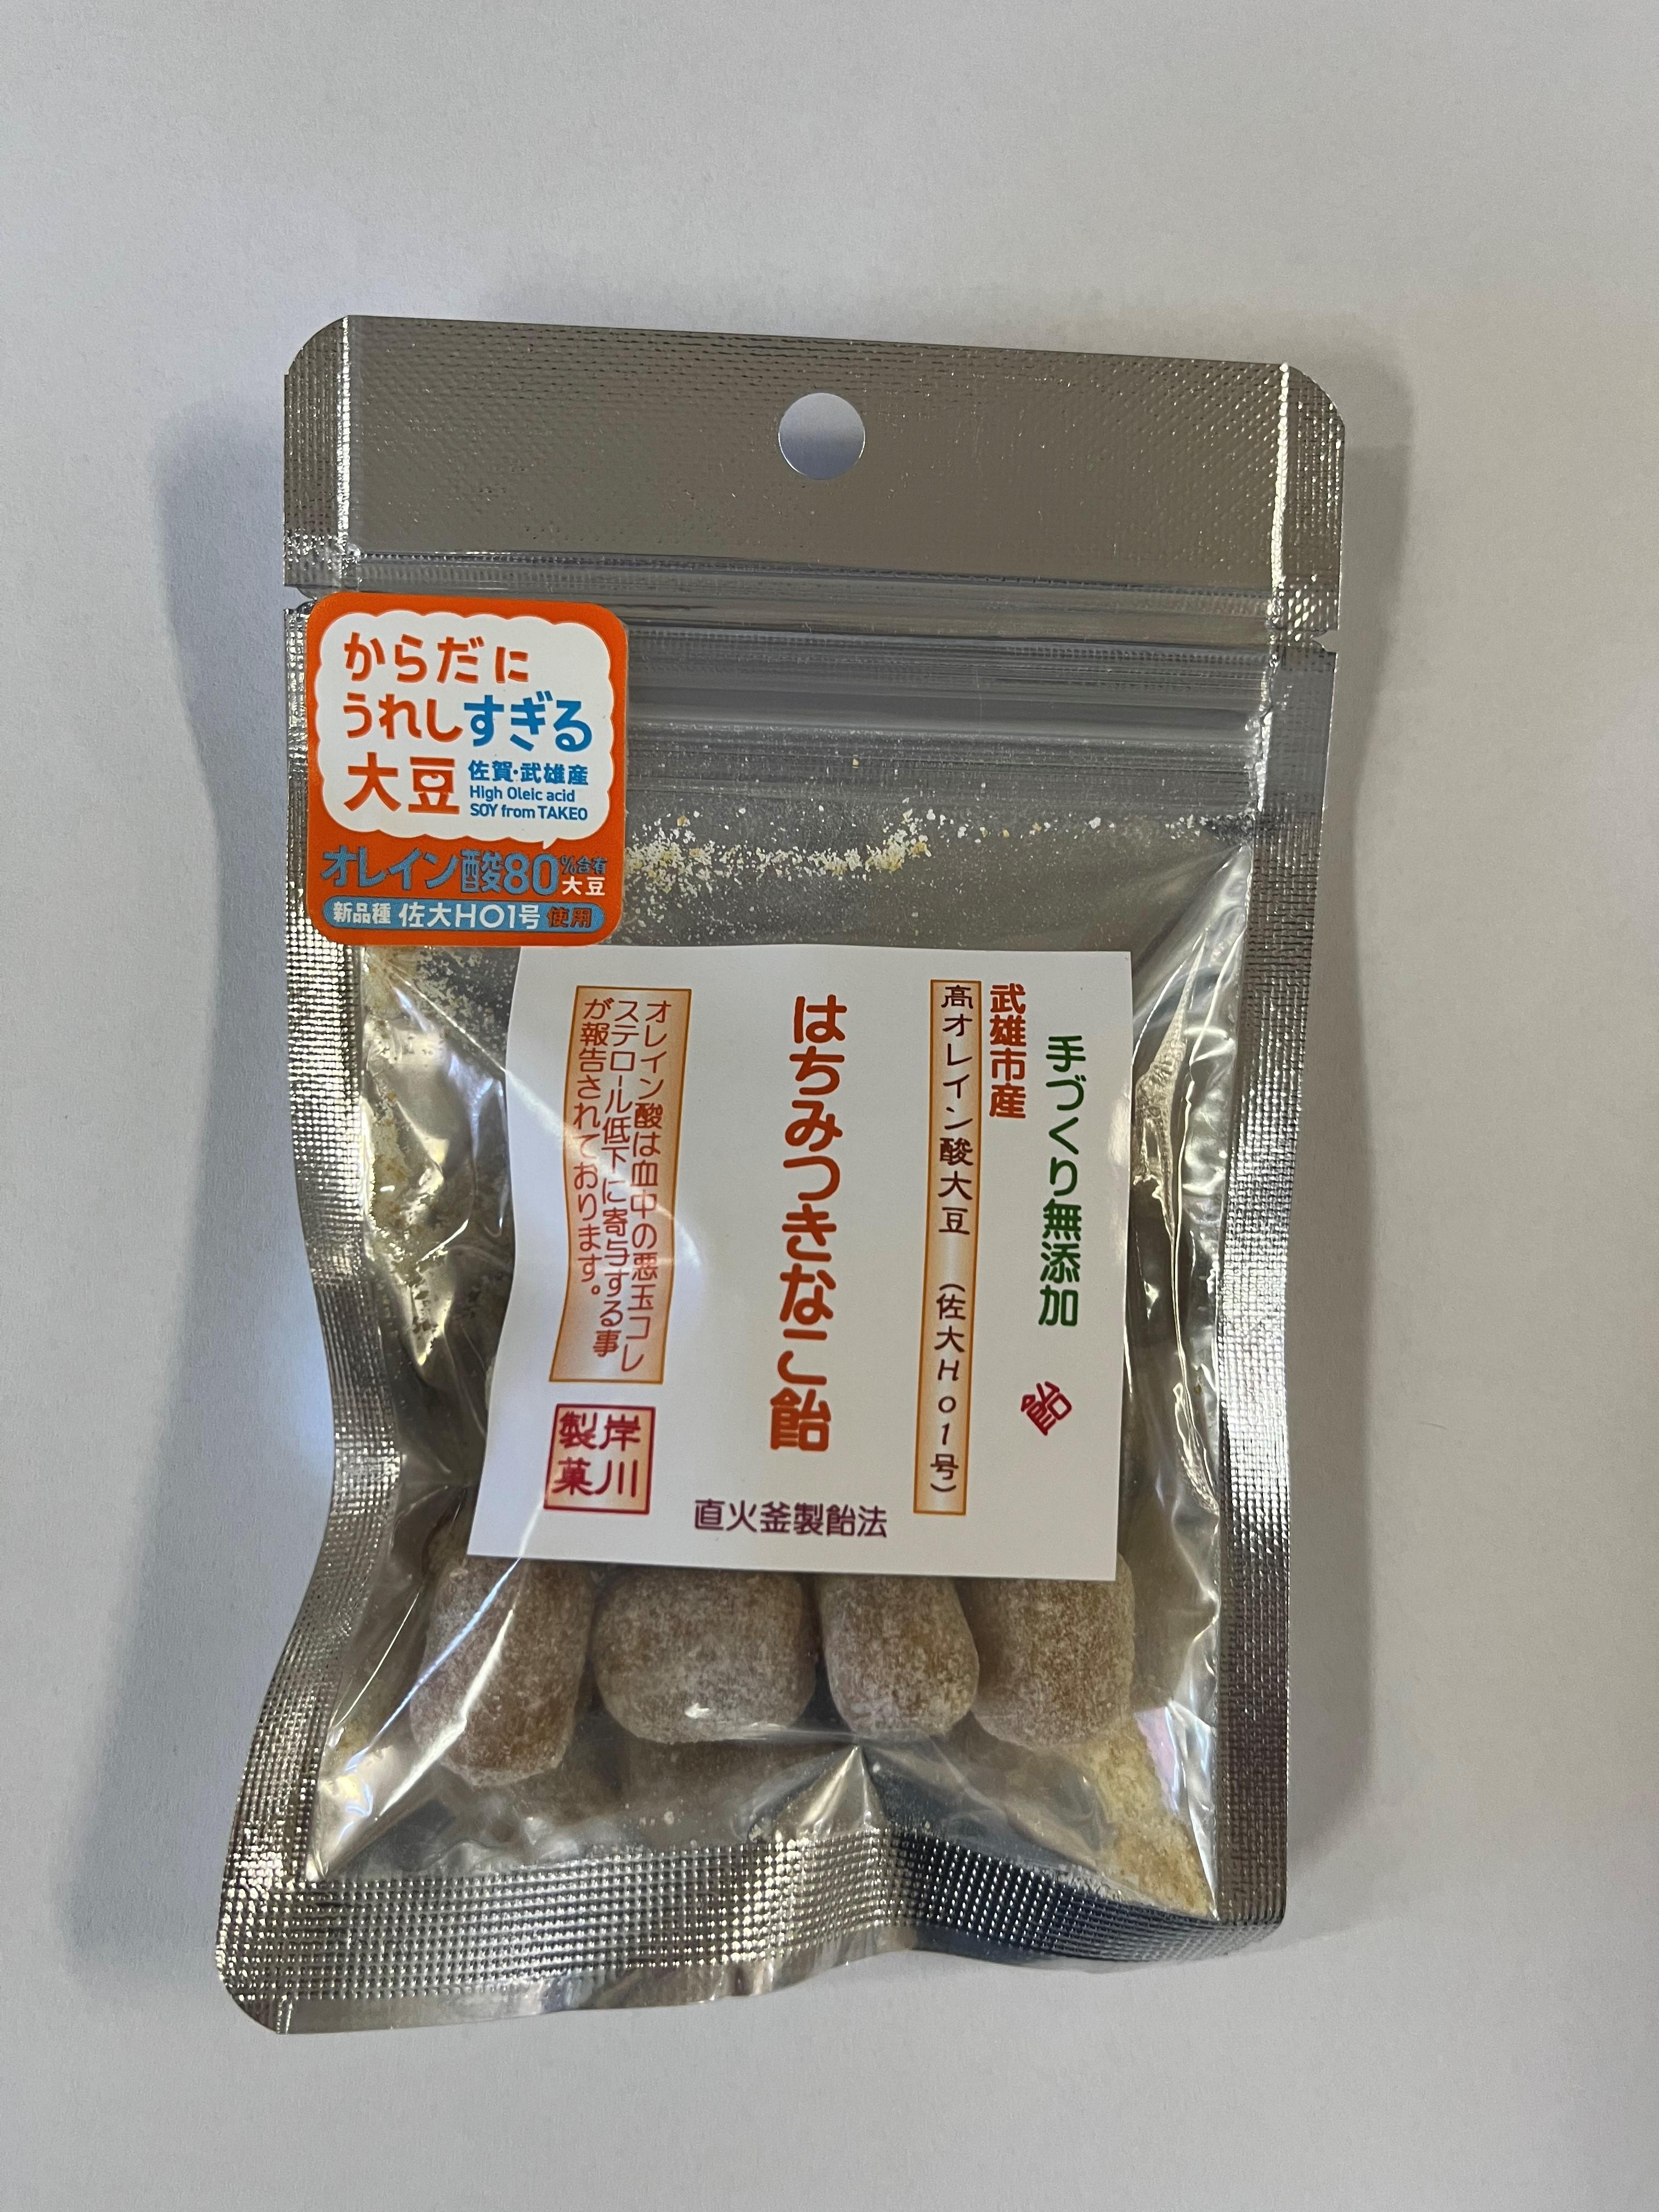 からだに
うれしすぎる
大豆
佐賀・武雄産
High Oleic acid
SOY from TAKEO
オレイン酸80%含有
大豆
新品種 佐大HO1号 使用
手づくり無添加
飴
武雄市産
高オレイン酸大豆 (佐大HO1号)
はちみつきなこ飴
オレイン酸は血中の悪玉コレ
ステロール低下に寄与する事
が報告されております。
岸川
製菓
直火釜製飴法